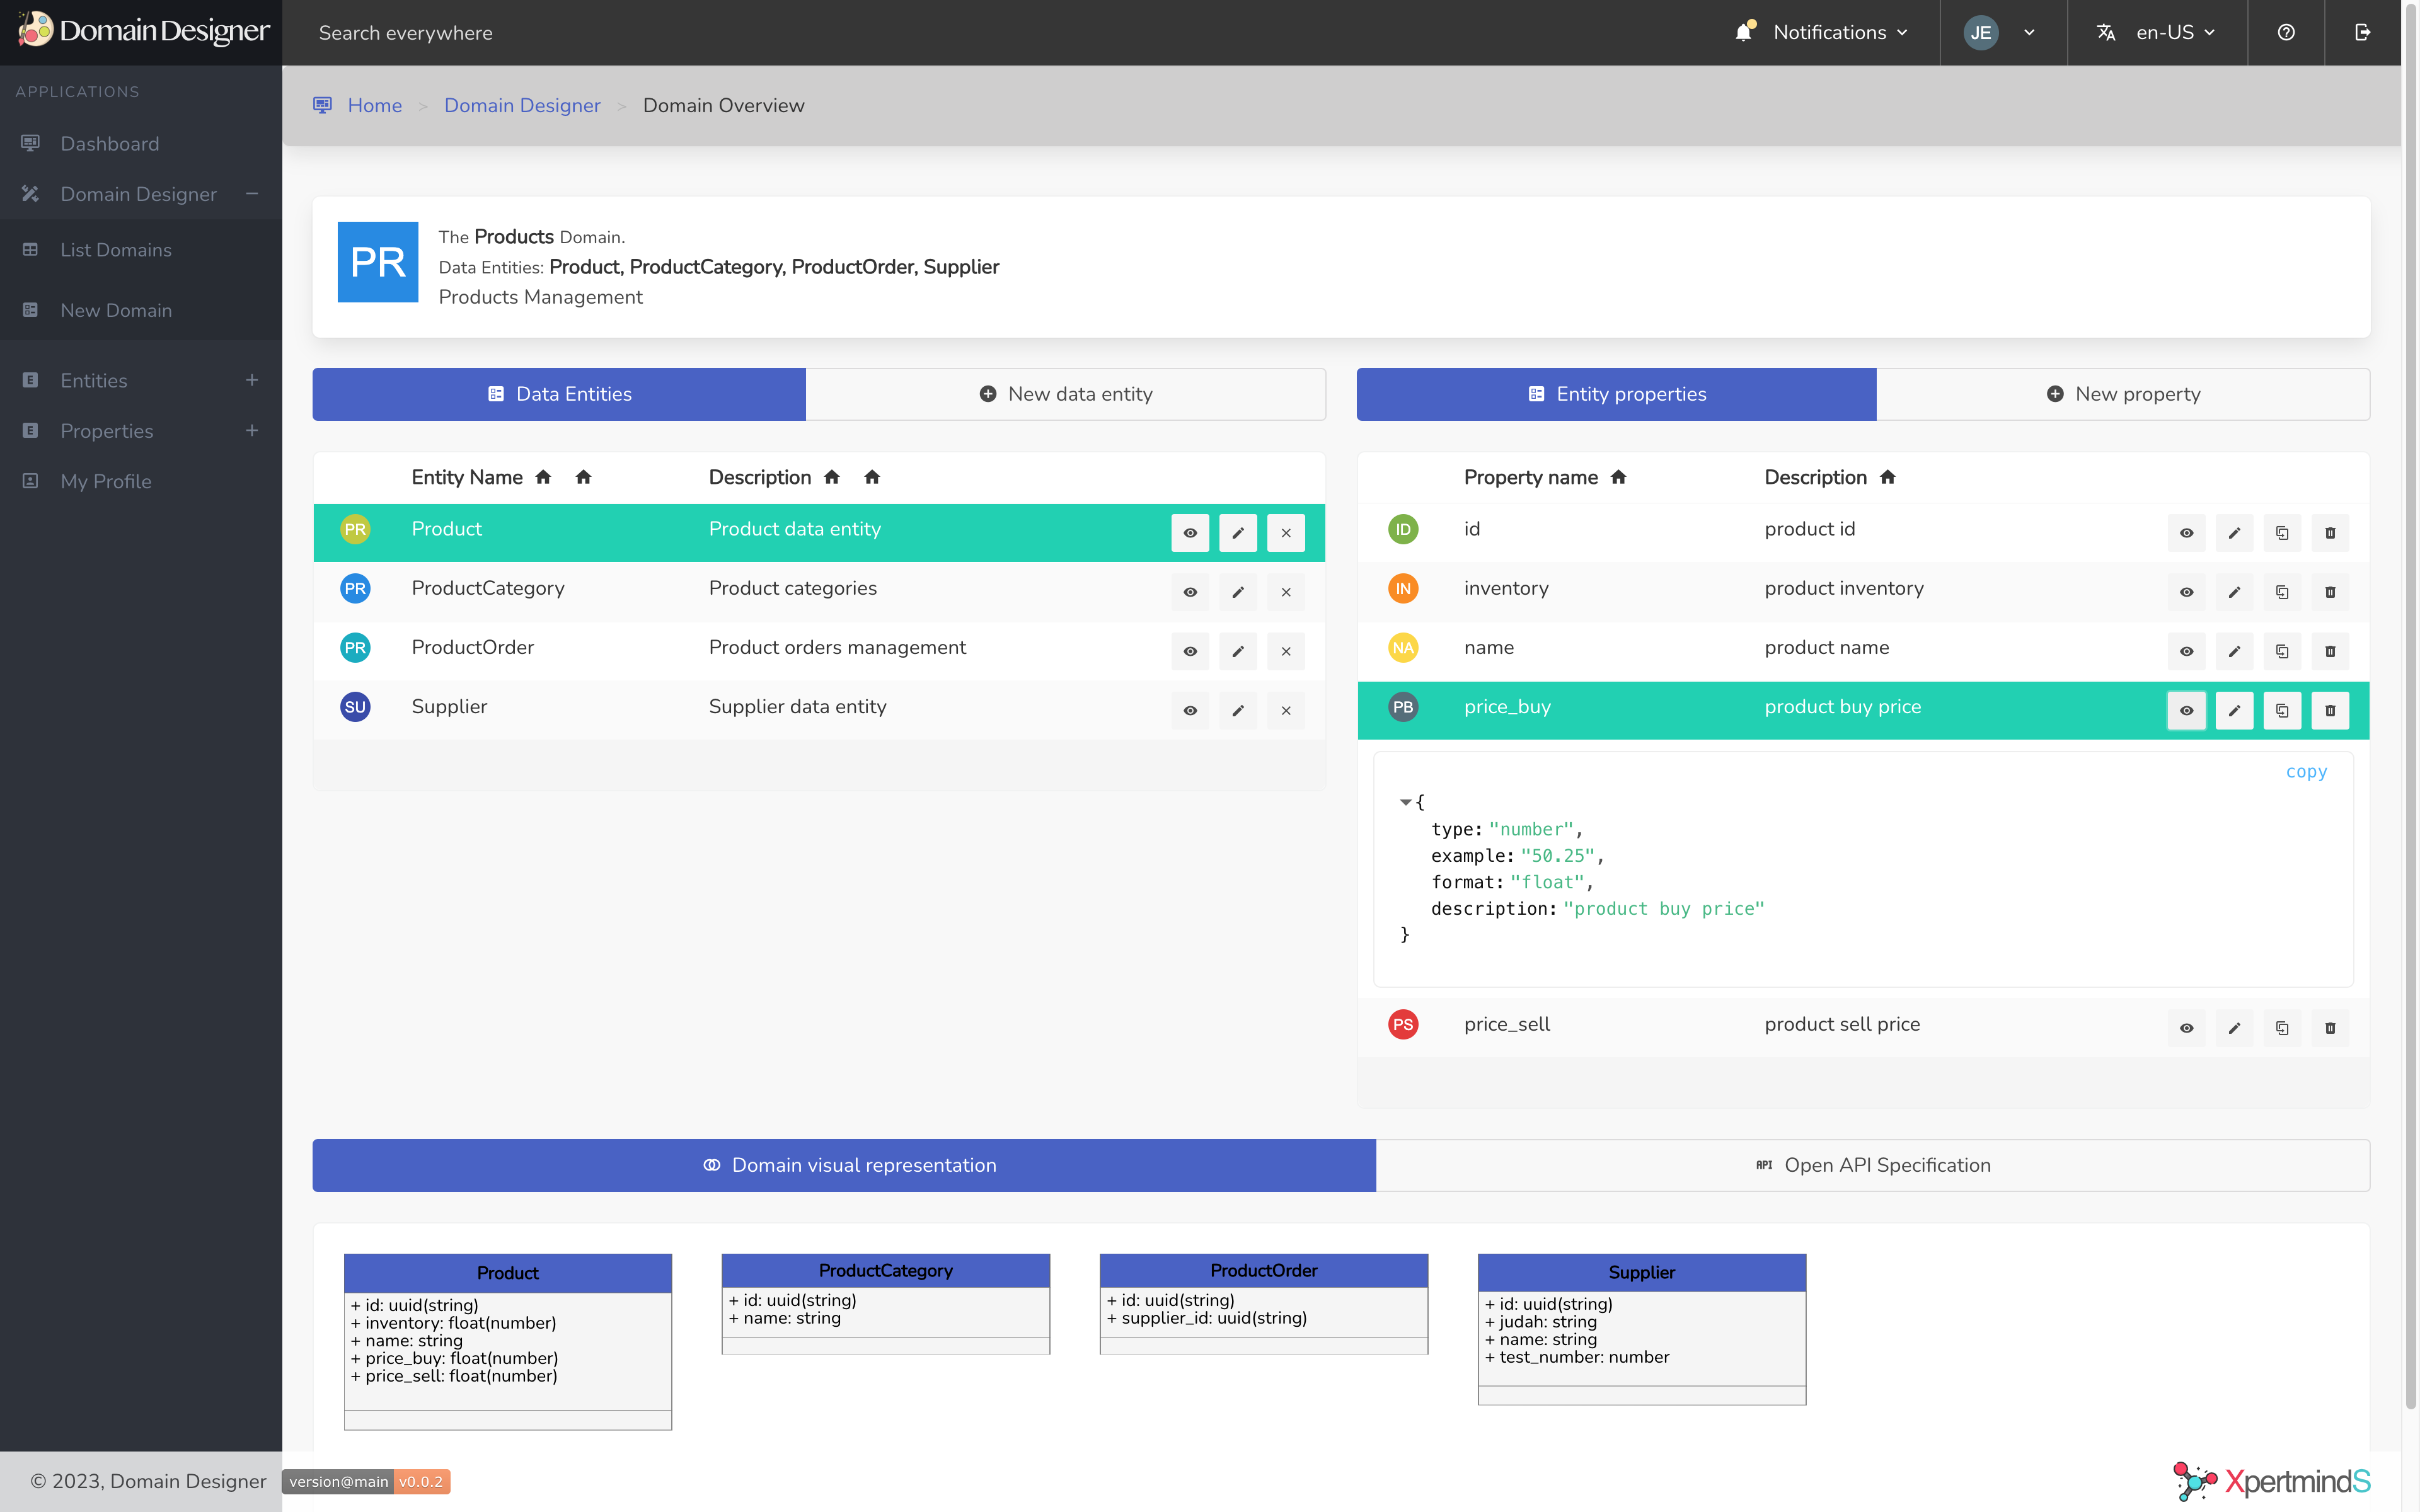 Domain Designer
Search everywhere
Notifications
JE
en-US
APPLICATIONS
Dashboard
Domain Designer
List Domains
New Domain
Entities
Properties
My Profile
Home > Domain Designer > Domain Overview
PR
The Products Domain.
Data Entities: Product, ProductCategory, ProductOrder, Supplier
Products Management
Data Entities
New data entity
Entity Name Description
PR Product Product data entity
PR ProductCategory Product categories
PR ProductOrder Product orders management
SU Supplier Supplier data entity
Entity properties
New property
Property name Description
ID id product id
IN inventory product inventory
NA name product name
PB price_buy product buy price
copy
{
type: "number",
example: "50.25",
format: "float",
description: "product buy price"
}
PS price_sell product sell price
Domain visual representation
API Open API Specification
Product
+ id: uuid(string)
+ inventory: float(number)
+ name: string
+ price_buy: float(number)
+ price_sell: float(number)
ProductCategory
+ id: uuid(string)
+ name: string
ProductOrder
+ id: uuid(string)
+ supplier_id: uuid(string)
Supplier
+ id: uuid(string)
+ judah: string
+ name: string
+ test_number: number
© 2023, Domain Designer
version@main v0.0.2
XpertmindS